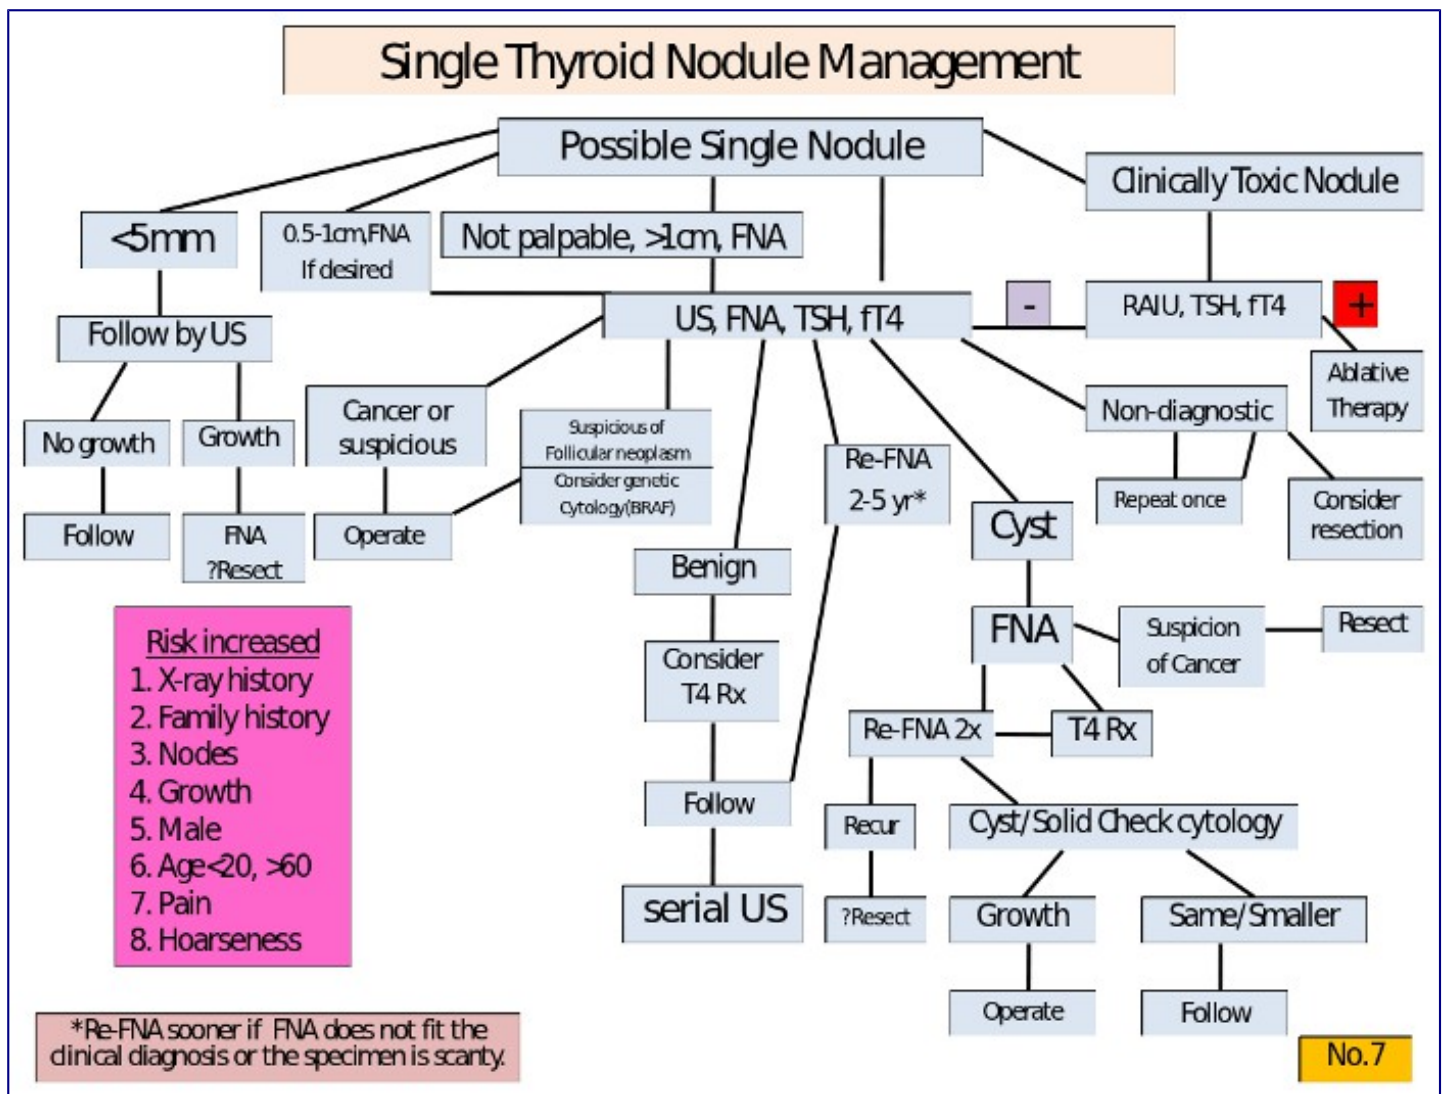 Single Thyroid Nodule Management
Possible Single Nodule
Clinically Toxic Nodule
<5mm
0.5-1cm,FNA
If desired
Not palpable, >1cm, FNA
US, FNA, TSH, fT4
-
RAIU, TSH, fT4
+
Follow by US
Ablative
Therapy
No growth
Growth
Cancer or
suspicious
Suspicious of
Follicular neoplasm
Consider genetic
Cytology(BRAF)
Re-FNA
2-5 yr*
Non-diagnostic
Follow
FNA
?Resect
Operate
Cyst
Repeat once
Consider
resection
Benign
FNA
Suspicion
of Cancer
Resect
Consider
T4 Rx
Re-FNA 2x
T4 Rx
Follow
Recur
Cyst/Solid Check cytology
serial US
?Resect
Growth
Same/Smaller
Operate
Follow
Risk increased
1. X-ray history
2. Family history
3. Nodes
4. Growth
5. Male
6. Age<20, >60
7. Pain
8. Hoarseness
*Re-FNA sooner if FNA does not fit the
clinical diagnosis or the specimen is scanty.
No.7